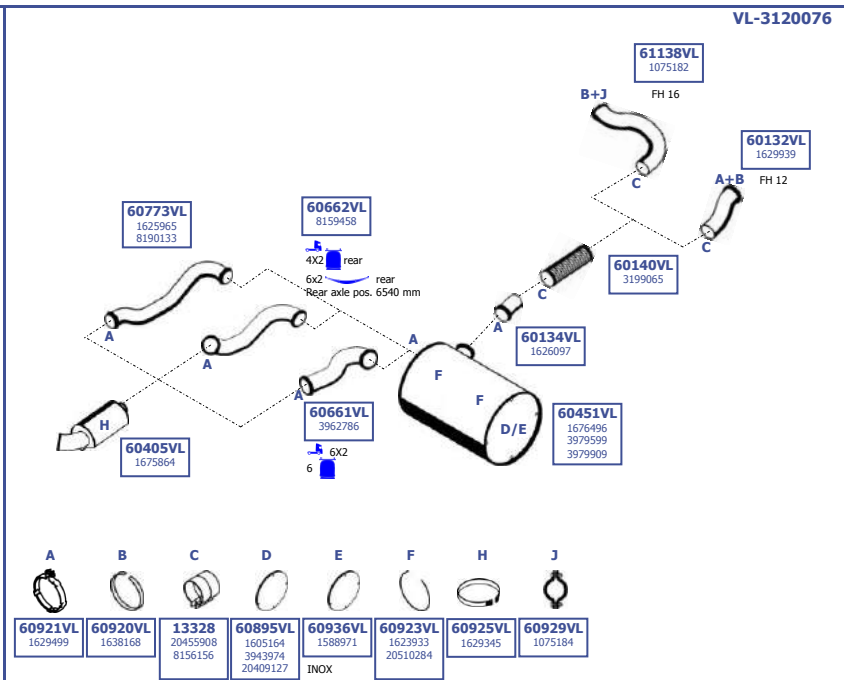 VL-3120076
61138VL
1075182
B+J
FH 16
C
60132VL
1629939
A+B
FH 12
C
60773VL
1625965
8190133
60662VL
8159458
4X2 rear
6x2 rear
Rear axle pos. 6540 mm
60140VL
3199065
C
A
A
A
A
60134VL
1626097
F
F
A
60661VL
3962786
6X2
6
D/E
60451VL
1676496
3979599
3979909
H
60405VL
1675864
A
B
C
D
E
F
H
J
60921VL
1629499
60920VL
1638168
13328
20455908
8156156
60895VL
1605164
3943974
20409127
60936VL
1588971
INOX
60923VL
1623933
20510284
60925VL
1629345
60929VL
1075184